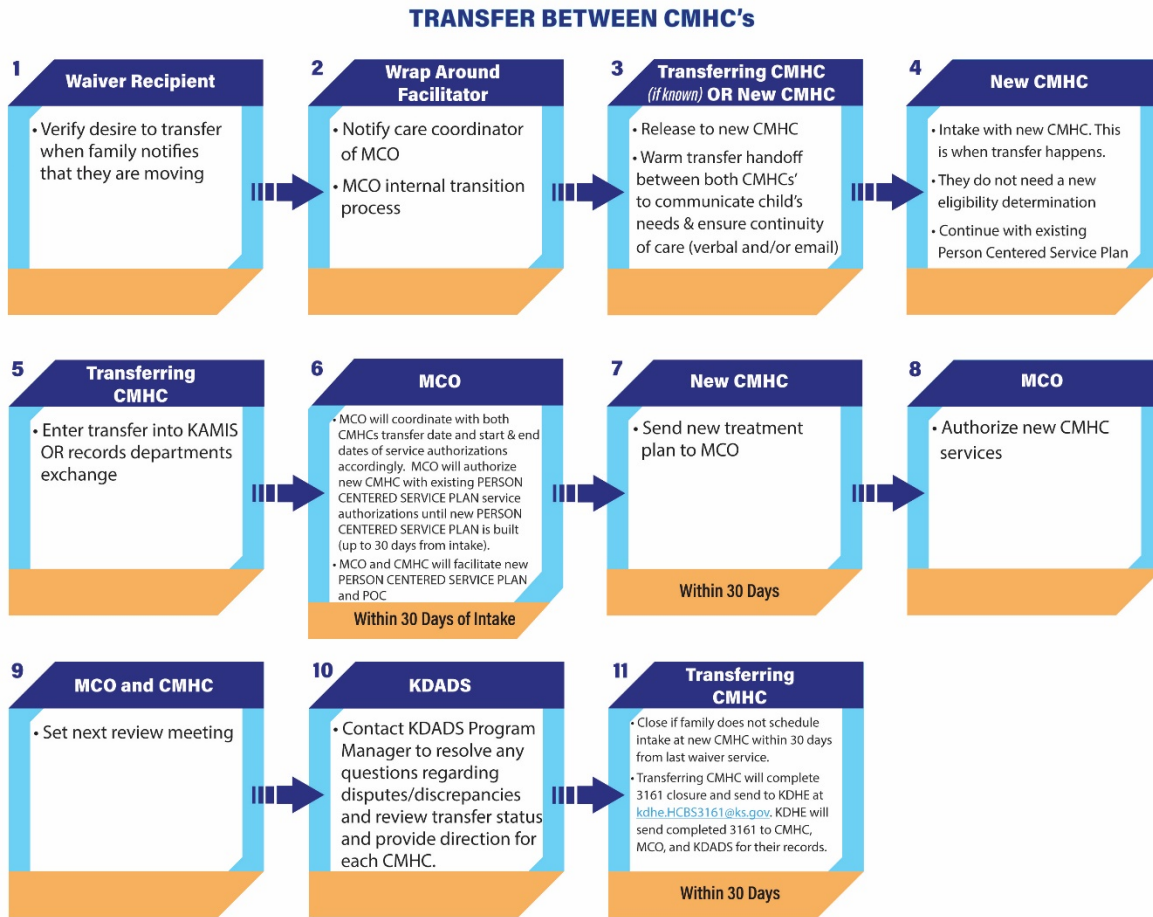 TRANSFER BETWEEN CMHC's
1
Waiver Recipient
• Verify desire to transfer
when family notifies
that they are moving
2
Wrap Around
Facilitator
• Notify care coordinator
of MCO
• MCO internal transition
process
3
Transferring CMHC
(if known) OR New CMHC
• Release to new CMHC
• Warm transfer handoff
between both CMHCs'
to communicate child's
needs & ensure continuity
of care (verbal and/or email)
4
New CMHC
• Intake with new CMHC. This
is when transfer happens.
• They do not need a new
eligibility determination
• Continue with existing
Person Centered Service Plan
5
Transferring
CMHC
• Enter transfer into KAMIS
OR records departments
exchange
6
MCO
• MCO will coordinate with both
CMHCs transfer date and start & end
dates of service authorizations
accordingly. MCO will authorize
new CMHC with existing PERSON
CENTERED SERVICE PLAN service
authorizations until new PERSON
CENTERED SERVICE PLAN is built
(up to 30 days from intake).
• MCO and CMHC will facilitate new
PERSON CENTERED SERVICE PLAN
and POC
Within 30 Days of Intake
7
New CMHC
• Send new treatment
plan to MCO
Within 30 Days
8
MCO
• Authorize new CMHC
services
9
MCO and CMHC
• Set next review meeting
10
KDADS
• Contact KDADS Program
Manager to resolve any
questions regarding
disputes/discrepancies
and review transfer status
and provide direction for
each CMHC.
11
Transferring
CMHC
• Close if family does not schedule
intake at new CMHC within 30 days
from last waiver service.
• Transferring CMHC will complete
3161 closure and send to KDHE at
kdhe.HCBS3161@ks.gov. KDHE will
send completed 3161 to CMHC,
MCO, and KDADS for their records.
Within 30 Days